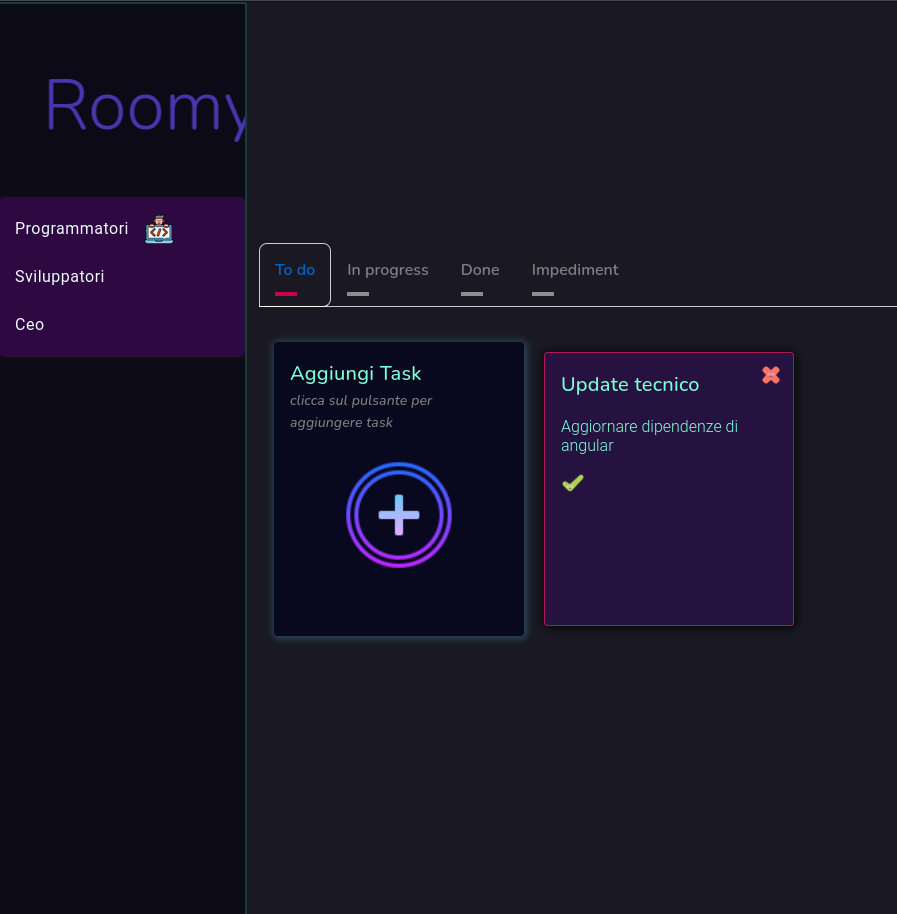 Roomy
Programmatori
Sviluppatori
Ceo
To do
In progress
Done
Impediment
Aggiungi Task
clicca sul pulsante per
aggiungere task
Update tecnico
Aggiornare dipendenze di
angular